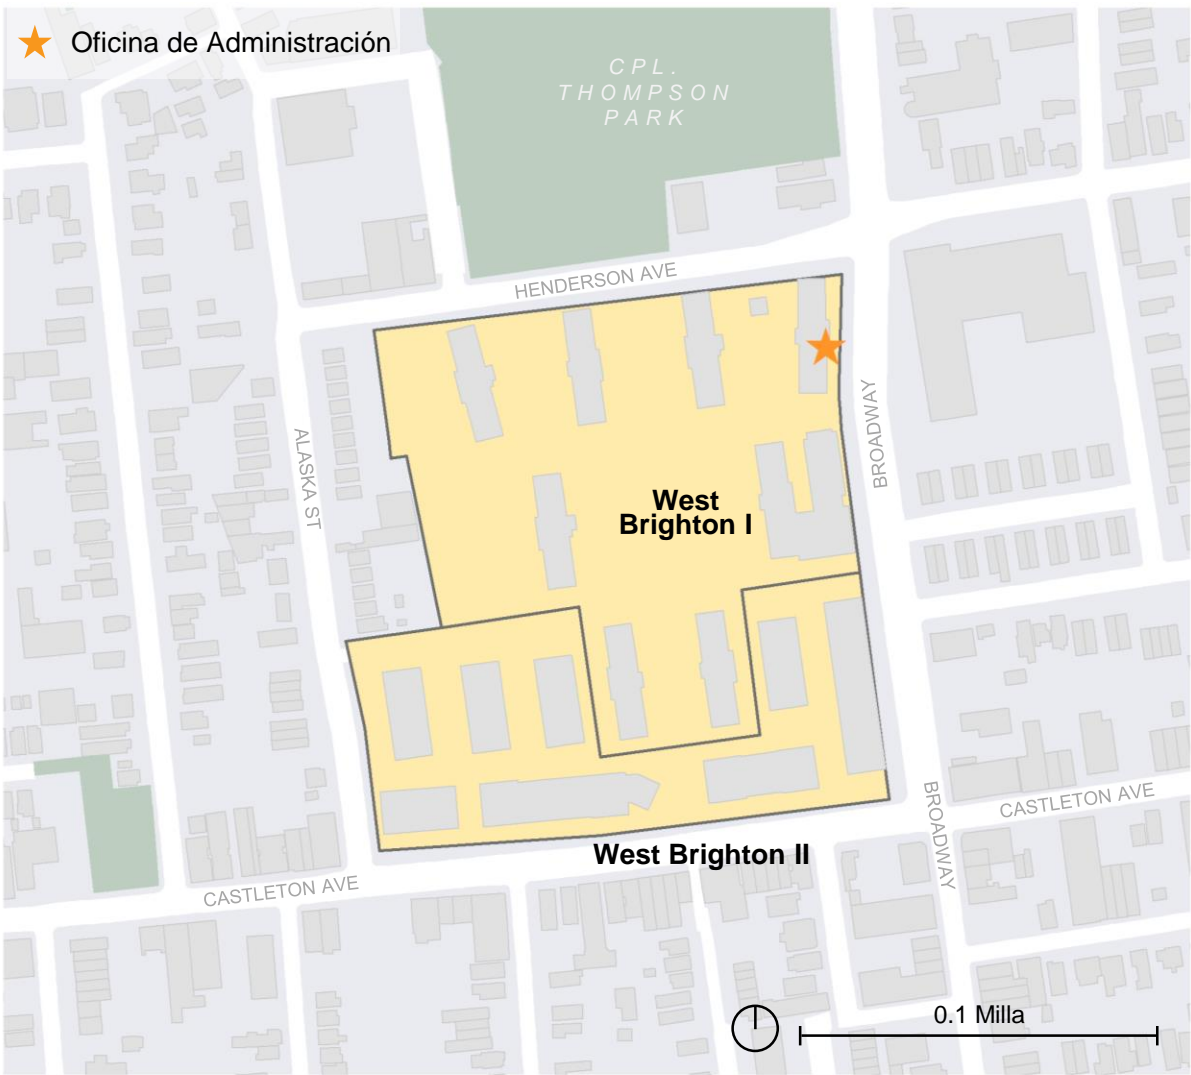 Oficina de Administración
CPL.
THOMPSON
PARK
HENDERSON AVE
BROADWAY
ALASKA ST
West
Brighton I
BROADWAY
CASTLETON AVE
West Brighton II
CASTLETON AVE
0.1 Milla